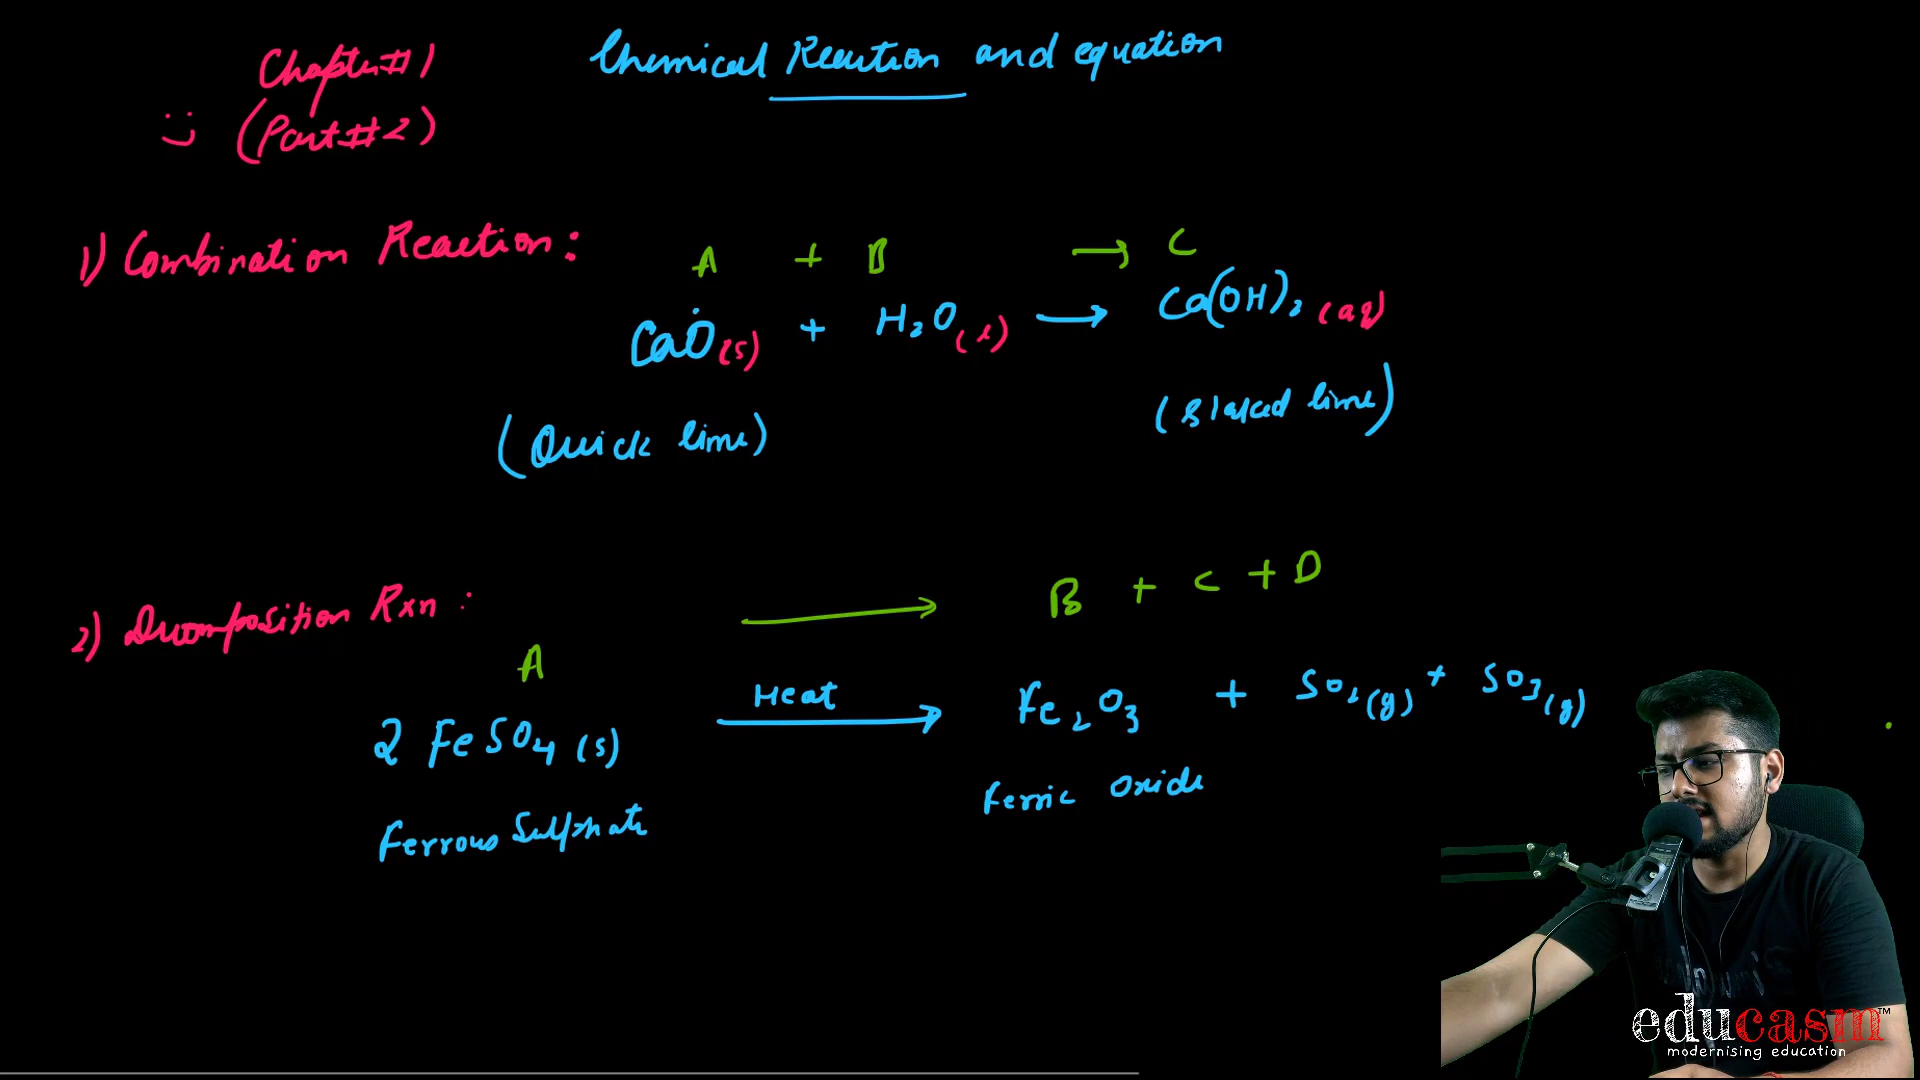 Chapter#1
Chemical Reaction and equation
:) (Part#2)
1) Combination Reaction:
A + B → C
CaO(s) + H₂O(l) → Ca(OH)₂(aq)
(Quick lime)
(Slaked lime)
2) Decomposition Rxn:
A → B + C + D
2 FeSO₄(s) Heat → Fe₂O₃ + SO₂(g) + SO₃(g)
Ferrous Sulphate
Ferric Oxide
educasm™
modernising education